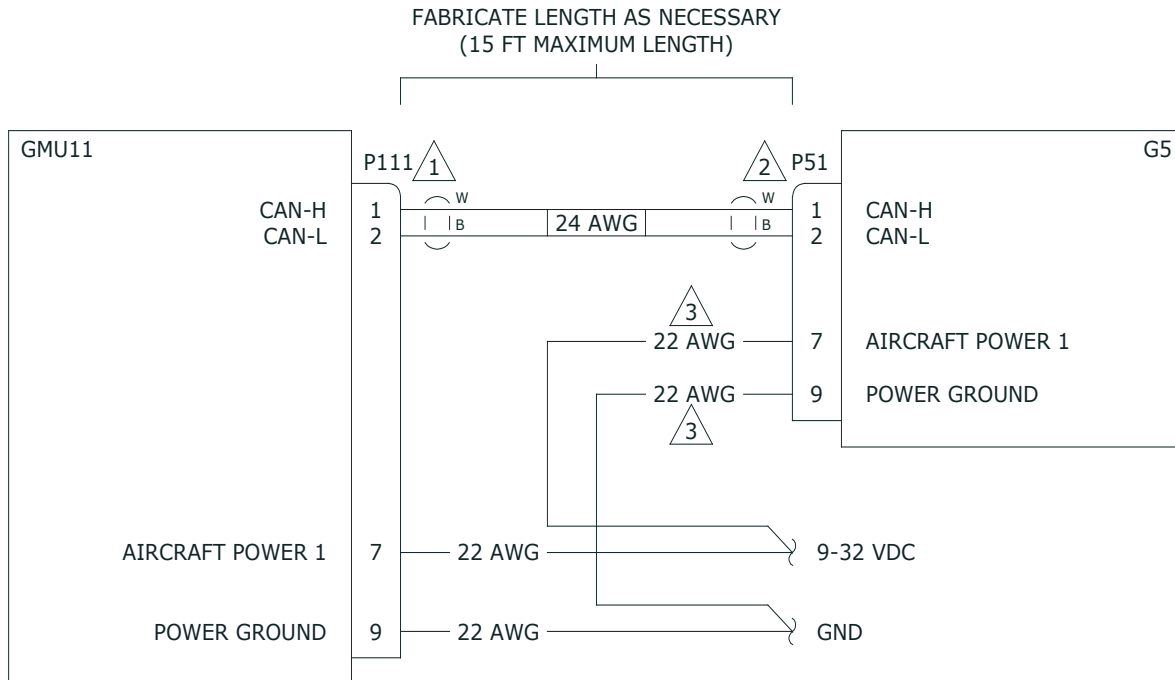 FABRICATE LENGTH AS NECESSARY
(15 FT MAXIMUM LENGTH)
GMU11
P111
1
2
P51
G5
CAN-H
1
W
W
1
CAN-H
CAN-L
2
B
24 AWG
B
2
CAN-L
3
22 AWG
7
AIRCRAFT POWER 1
22 AWG
9
POWER GROUND
3
AIRCRAFT POWER 1
7
22 AWG
9-32 VDC
POWER GROUND
9
22 AWG
GND